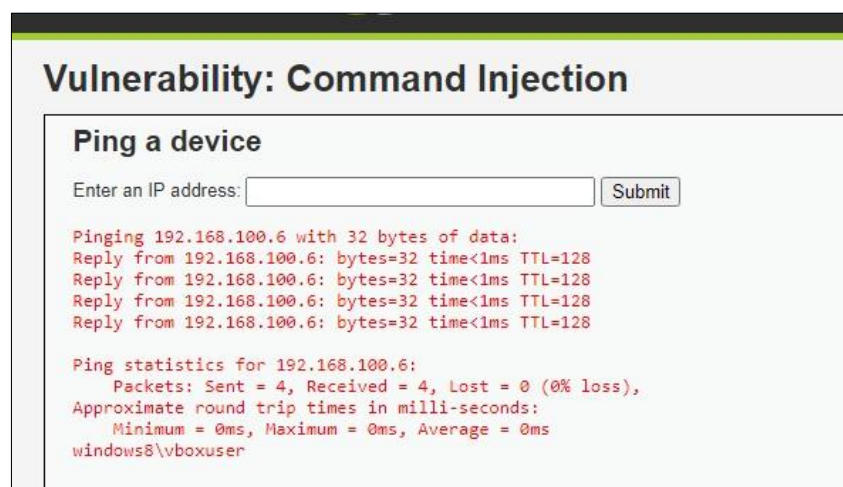 Vulnerability: Command Injection
Ping a device
Enter an IP address: Submit
Pinging 192.168.100.6 with 32 bytes of data:
Reply from 192.168.100.6: bytes=32 time<1ms TTL=128
Reply from 192.168.100.6: bytes=32 time<1ms TTL=128
Reply from 192.168.100.6: bytes=32 time<1ms TTL=128
Reply from 192.168.100.6: bytes=32 time<1ms TTL=128
Ping statistics for 192.168.100.6:
    Packets: Sent = 4, Received = 4, Lost = 0 (0% loss),
Approximate round trip times in milli-seconds:
    Minimum = 0ms, Maximum = 0ms, Average = 0ms
windows8\vboxuser